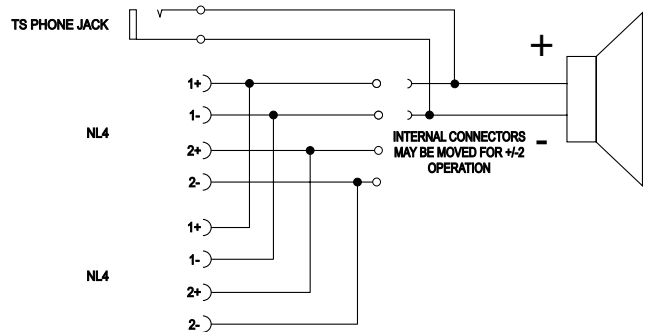 TS PHONE JACK
+
1+
1-
NL4
2+
2-
INTERNAL CONNECTORS
MAY BE MOVED FOR +/-2
OPERATION
-
1+
1-
NL4
2+
2-